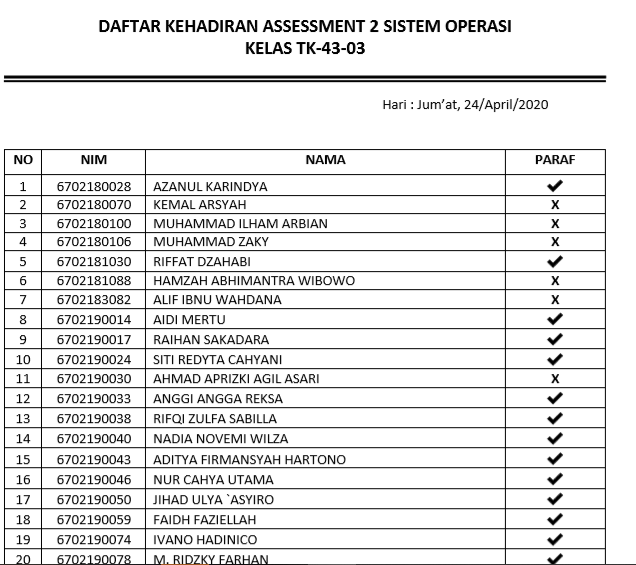 DAFTAR KEHADIRAN ASSESSMENT 2 SISTEM OPERASI
KELAS TK-43-03
Hari : Jum’at, 24/April/2020
NO NIM NAMA PARAF
1 6702180028 AZANUL KARINDYA ✔
2 6702180070 KEMAL ARSYAH X
3 6702180100 MUHAMMAD ILHAM ARBIAN X
4 6702180106 MUHAMMAD ZAKY X
5 6702181030 RIFFAT DZAHABI ✔
6 6702181088 HAMZAH ABHIMANTRA WIBOWO X
7 6702183082 ALIF IBNU WAHDANA X
8 6702190014 AIDI MERTU ✔
9 6702190017 RAIHAN SAKADARA ✔
10 6702190024 SITI REDYTA CAHYANI ✔
11 6702190030 AHMAD APRIZKI AGIL ASARI X
12 6702190033 ANGGI ANGGA REKSA ✔
13 6702190038 RIFQI ZULFA SABILLA ✔
14 6702190040 NADIA NOVEMI WILZA ✔
15 6702190043 ADITYA FIRMANSYAH HARTONO ✔
16 6702190046 NUR CAHYA UTAMA ✔
17 6702190050 JIHAD ULYA `ASYIRO ✔
18 6702190059 FAIDH FAZIELLAH ✔
19 6702190074 IVANO HADINICO ✔
20 6702190078 M. RIDZKY FARHAN ✔